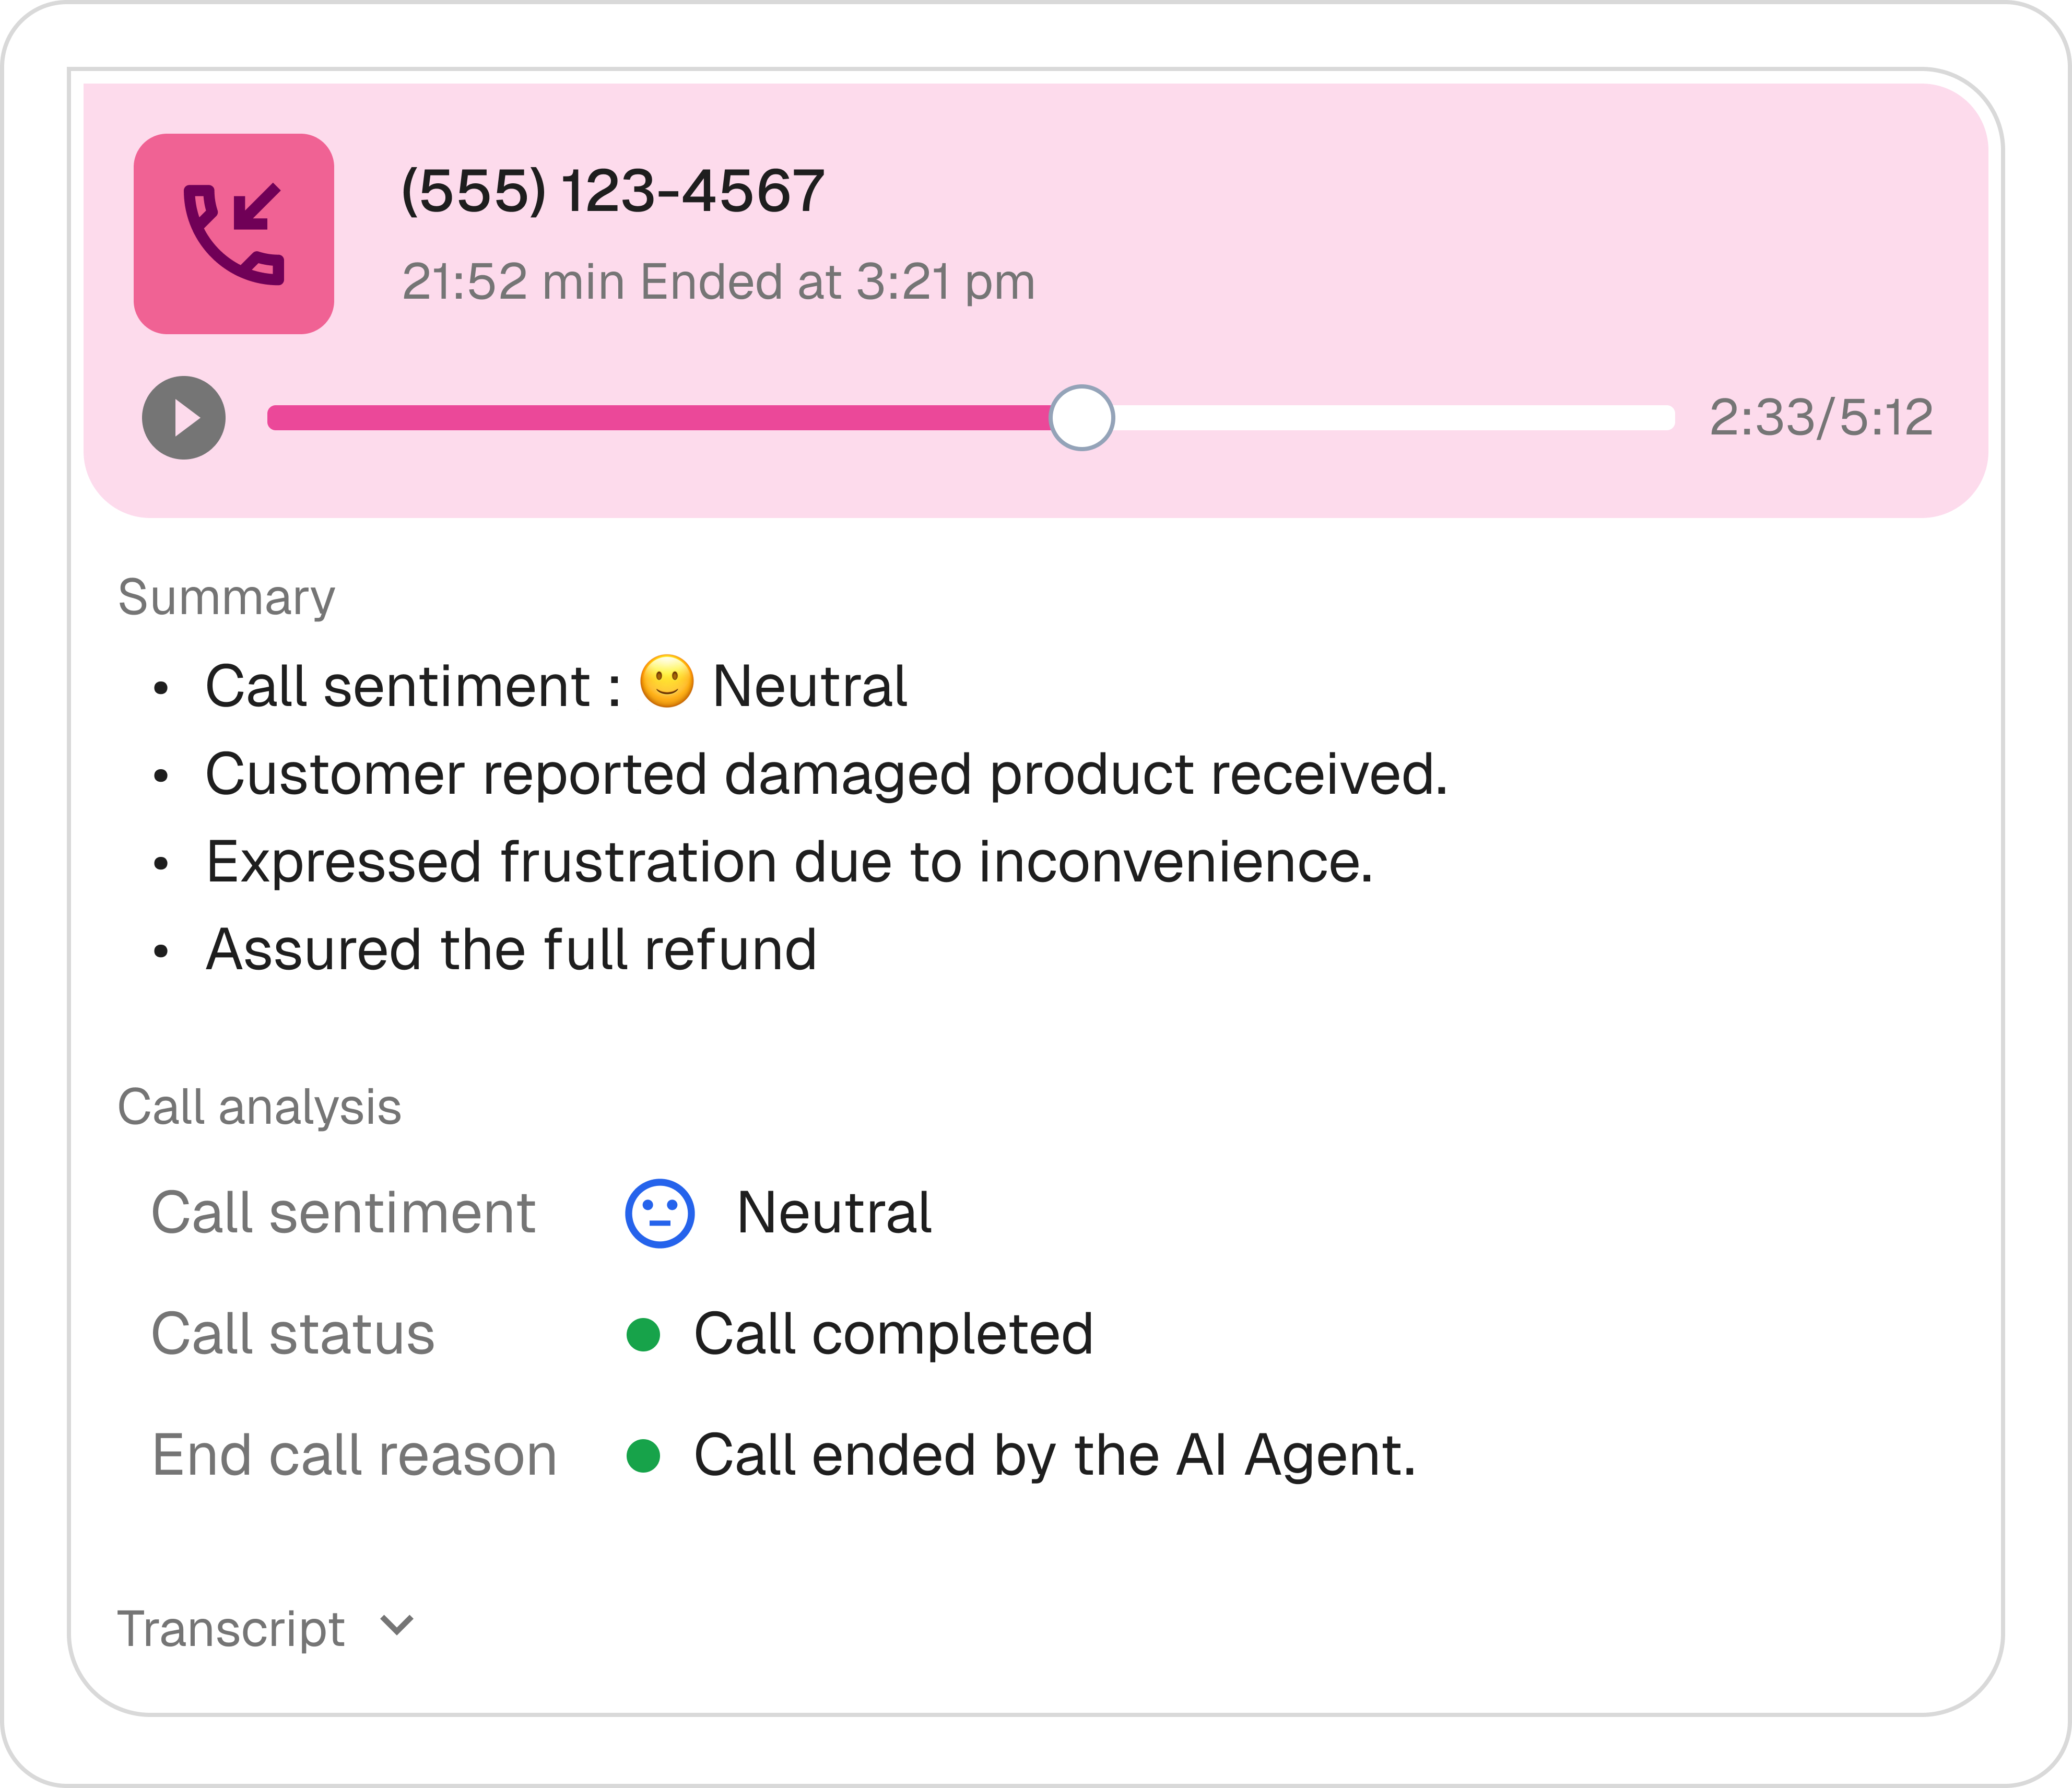 (555) 123-4567
21:52 min Ended at 3:21 pm
2:33/5:12
Summary
• Call sentiment : 🙂 Neutral
• Customer reported damaged product received.
• Expressed frustration due to inconvenience.
• Assured the full refund
Call analysis
Call sentiment Neutral
Call status Call completed
End call reason Call ended by the AI Agent.
Transcript